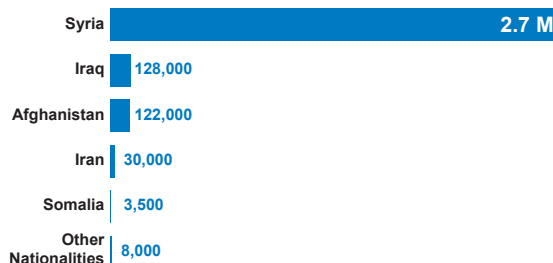 Syria 2.7 M
Iraq 128,000
Afghanistan 122,000
Iran 30,000
Somalia 3,500
Other
Nationalities 8,000